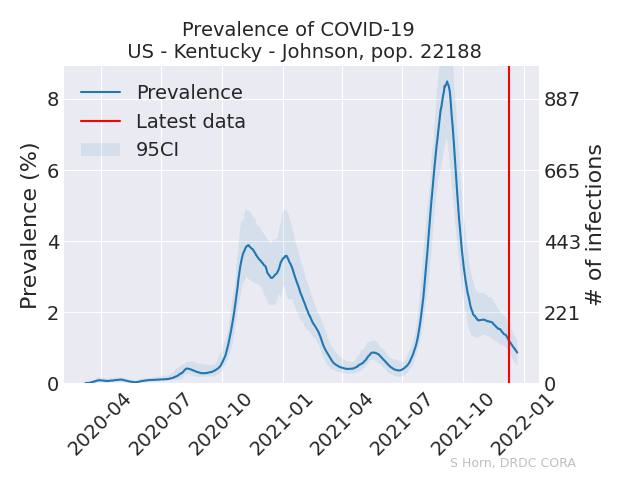 Prevalence of COVID-19
US - Kentucky - Johnson, pop. 22188
Prevalence
Latest data
95CI
Prevalence (%)
8
6
4
2
0
887
665
443
221
0
# of infections
2020-04
2020-07
2020-10
2021-01
2021-04
2021-07
2021-10
2022-01
S Horn, DRDC CORA